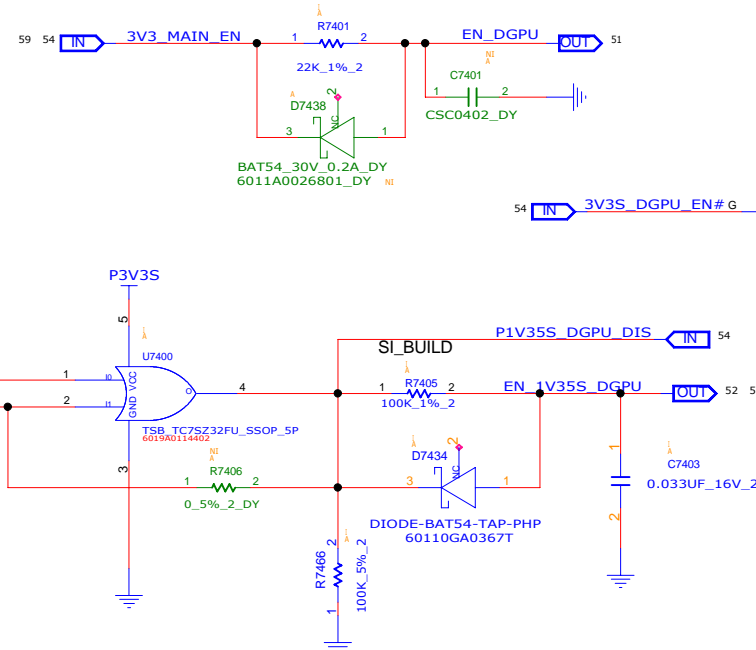 i
A
R7401
59 54 IN 3V3_MAIN_EN 1 2 EN_DGPU OUT 51
22K_1%_2
NI
A
C7401
1 2
CSC0402_DY
A
D7438
2
NC
3 1
BAT54_30V_0.2A_DY
6011A0026801_DY NI
54 IN 3V3S_DGPU_EN# G
P3V3S
5
i
A
U7400
P1V35S_DGPU_DIS IN 54
SI_BUILD
i
A
1 I0 VCC 4 1 R7405 2 EN_1V35S_DGPU OUT 52 5
100K_1%_2
2 I1 GND
TSB_TC7SZ32FU_SSOP_5P
6019A0114402
3
NI
A
R7406
1 2
0_5%_2_DY
i
A
D7434
2
NC
3 1
DIODE-BAT54-TAP-PHP
60110GA0367T
1
i
A
C7403
0.033UF_16V_2
2
2
i
A
R7466
100K_5%_2
1